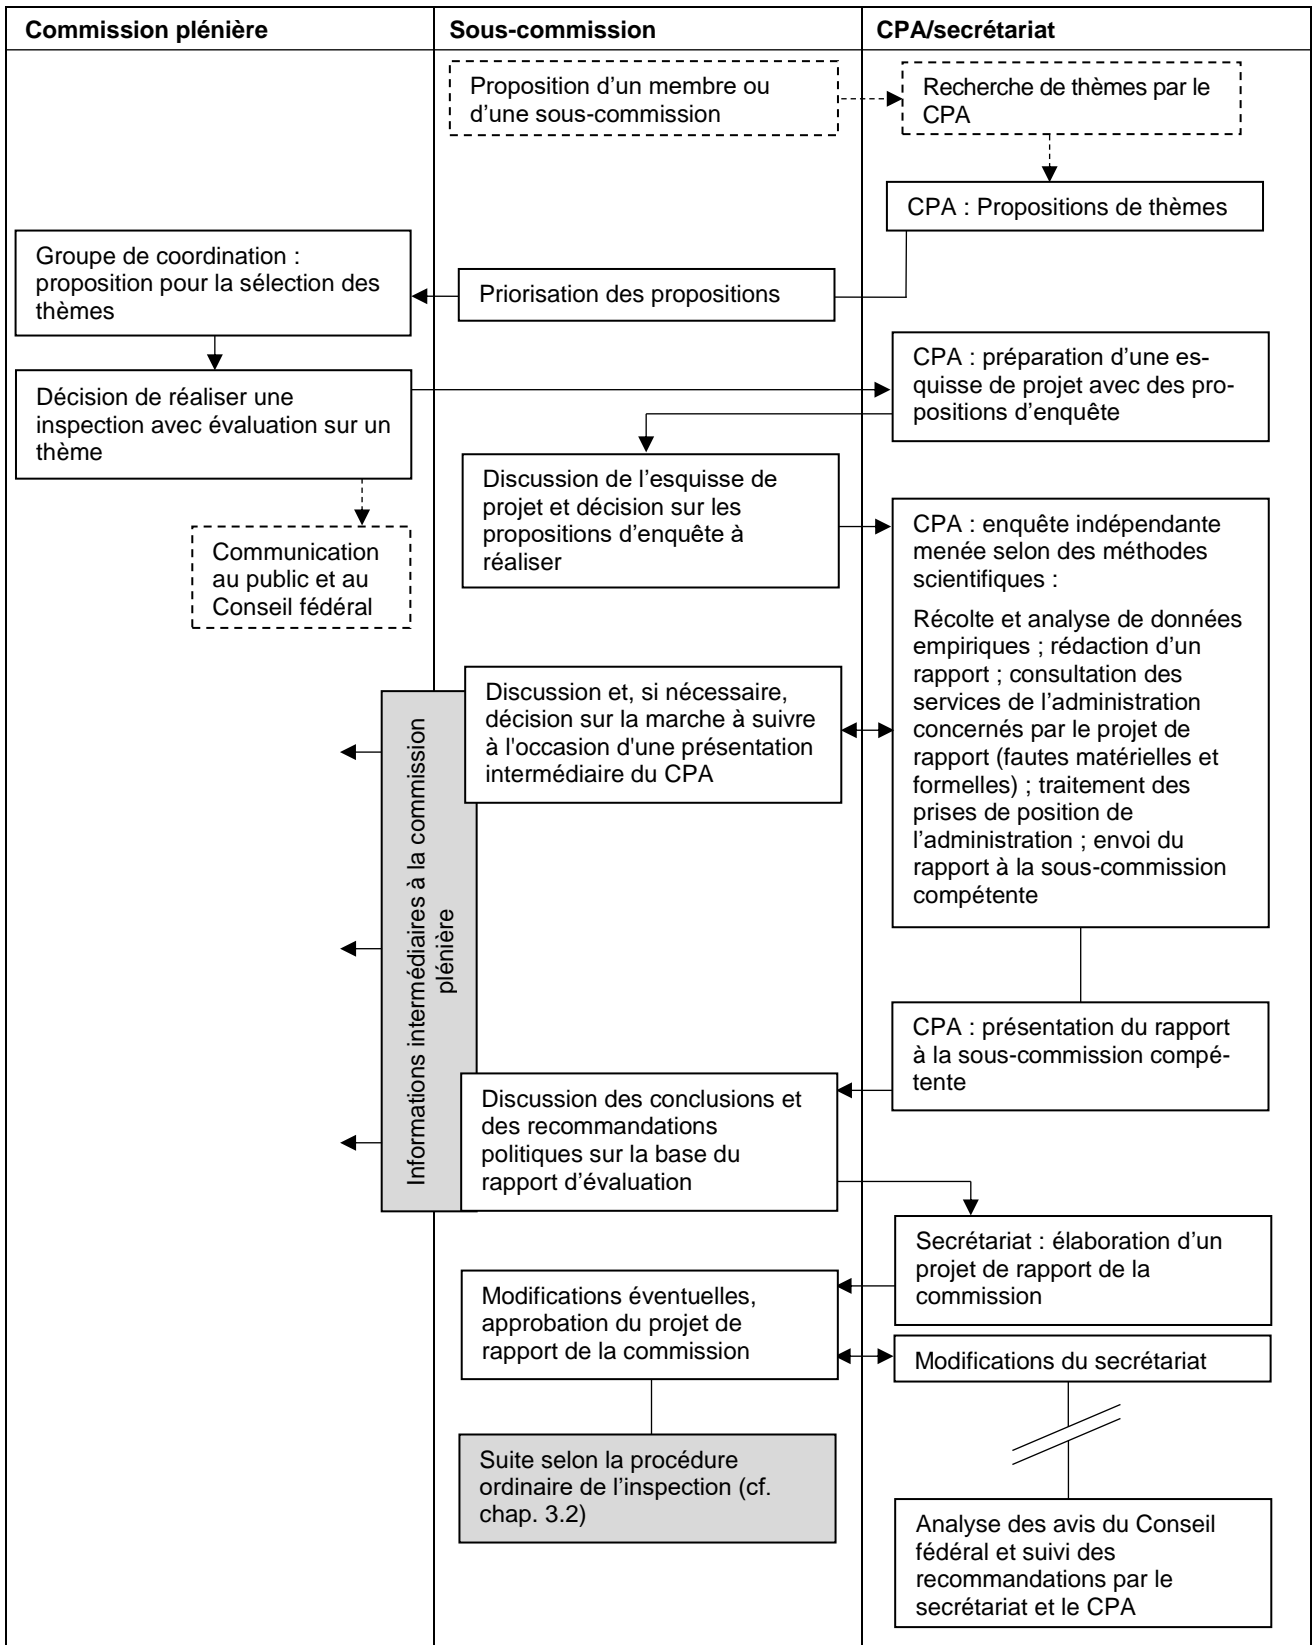 Commission plénière
Sous-commission
CPA/secrétariat
Proposition d'un membre ou
d'une sous-commission
Recherche de thèmes par le
CPA
CPA : Propositions de thèmes
Groupe de coordination :
proposition pour la sélection des
thèmes
Priorisation des propositions
Décision de réaliser une
inspection avec évaluation sur un
thème
CPA : préparation d'une es-
quisse de projet avec des pro-
positions d'enquête
Communication
au public et au
Conseil fédéral
Discussion de l'esquisse de
projet et décision sur les
propositions d'enquête à
réaliser
CPA : enquête indépendante
menée selon des méthodes
scientifiques :
Récolte et analyse de données
empiriques ; rédaction d'un
rapport ; consultation des
services de l'administration
concernés par le projet de
rapport (fautes matérielles et
formelles) ; traitement des
prises de position de
l'administration ; envoi du
rapport à la sous-commission
compétente
Discussion et, si nécessaire,
décision sur la marche à suivre
à l'occasion d'une présentation
intermédiaire du CPA
Informations intermédiaires à la commission
plénière
CPA : présentation du rapport
à la sous-commission compé-
tente
Discussion des conclusions et
des recommandations
politiques sur la base du
rapport d'évaluation
Secrétariat : élaboration d'un
projet de rapport de la
commission
Modifications éventuelles,
approbation du projet de
rapport de la commission
Modifications du secrétariat
Suite selon la procédure
ordinaire de l'inspection (cf.
chap. 3.2)
Analyse des avis du Conseil
fédéral et suivi des
recommandations par le
secrétariat et le CPA